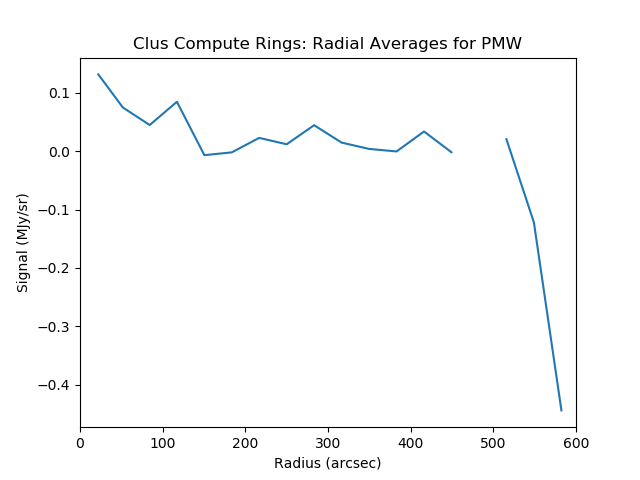 Clus Compute Rings: Radial Averages for PMW
0.1
0.0
−0.1
−0.2
−0.3
−0.4
Signal (MJy/sr)
0 100 200 300 400 500 600
Radius (arcsec)